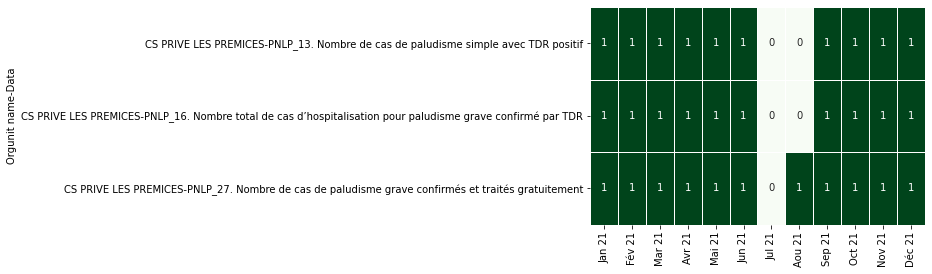 Orgunit name-Data
CS PRIVE LES PREMICES-PNLP_13. Nombre de cas de paludisme simple avec TDR positif
1 1 1 1 1 1 0 0 1 1 1 1
CS PRIVE LES PREMICES-PNLP_16. Nombre total de cas d’hospitalisation pour paludisme grave confirmé par TDR
1 1 1 1 1 1 0 0 1 1 1 1
CS PRIVE LES PREMICES-PNLP_27. Nombre de cas de paludisme grave confirmés et traités gratuitement
1 1 1 1 1 1 0 1 1 1 1 1
Jan 21
Fév 21
Mar 21
Avr 21
Mai 21
Jun 21
Jul 21
Aou 21
Sep 21
Oct 21
Nov 21
Déc 21